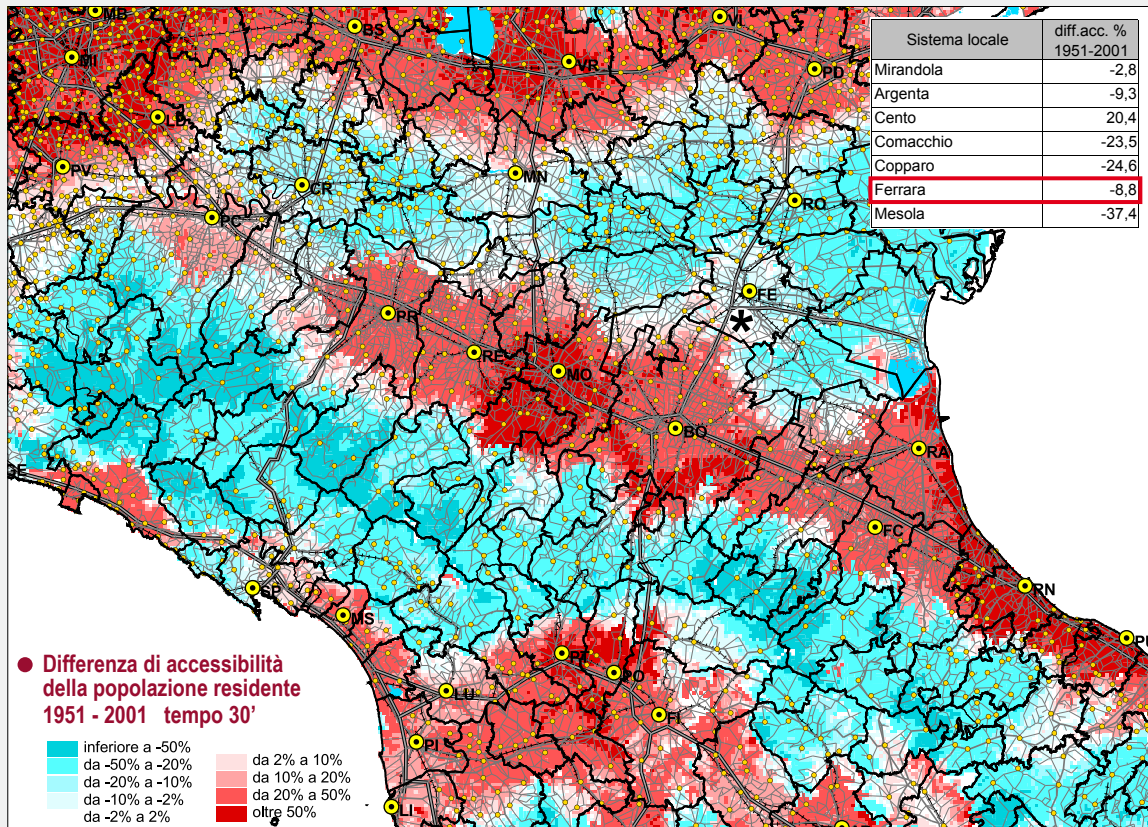 Sistema locale diff.acc. % 1951-2001
Mirandola -2,8
Argenta -9,3
Cento 20,4
Comacchio -23,5
Copparo -24,6
Ferrara -8,8
Mesola -37,4
MB
BS
VI
MI
VR
PD
LO
PV
CR
MN
RO
PC
FE
*
PR
RE
MO
BO
RA
GE
FC
RN
SP
MS
PT
PO
LU
FI
PI
LI
Differenza di accessibilità
della popolazione residente
1951 - 2001 tempo 30'
inferiore a -50%
da -50% a -20%
da -20% a -10%
da -10% a -2%
da -2% a 2%
da 2% a 10%
da 10% a 20%
da 20% a 50%
oltre 50%